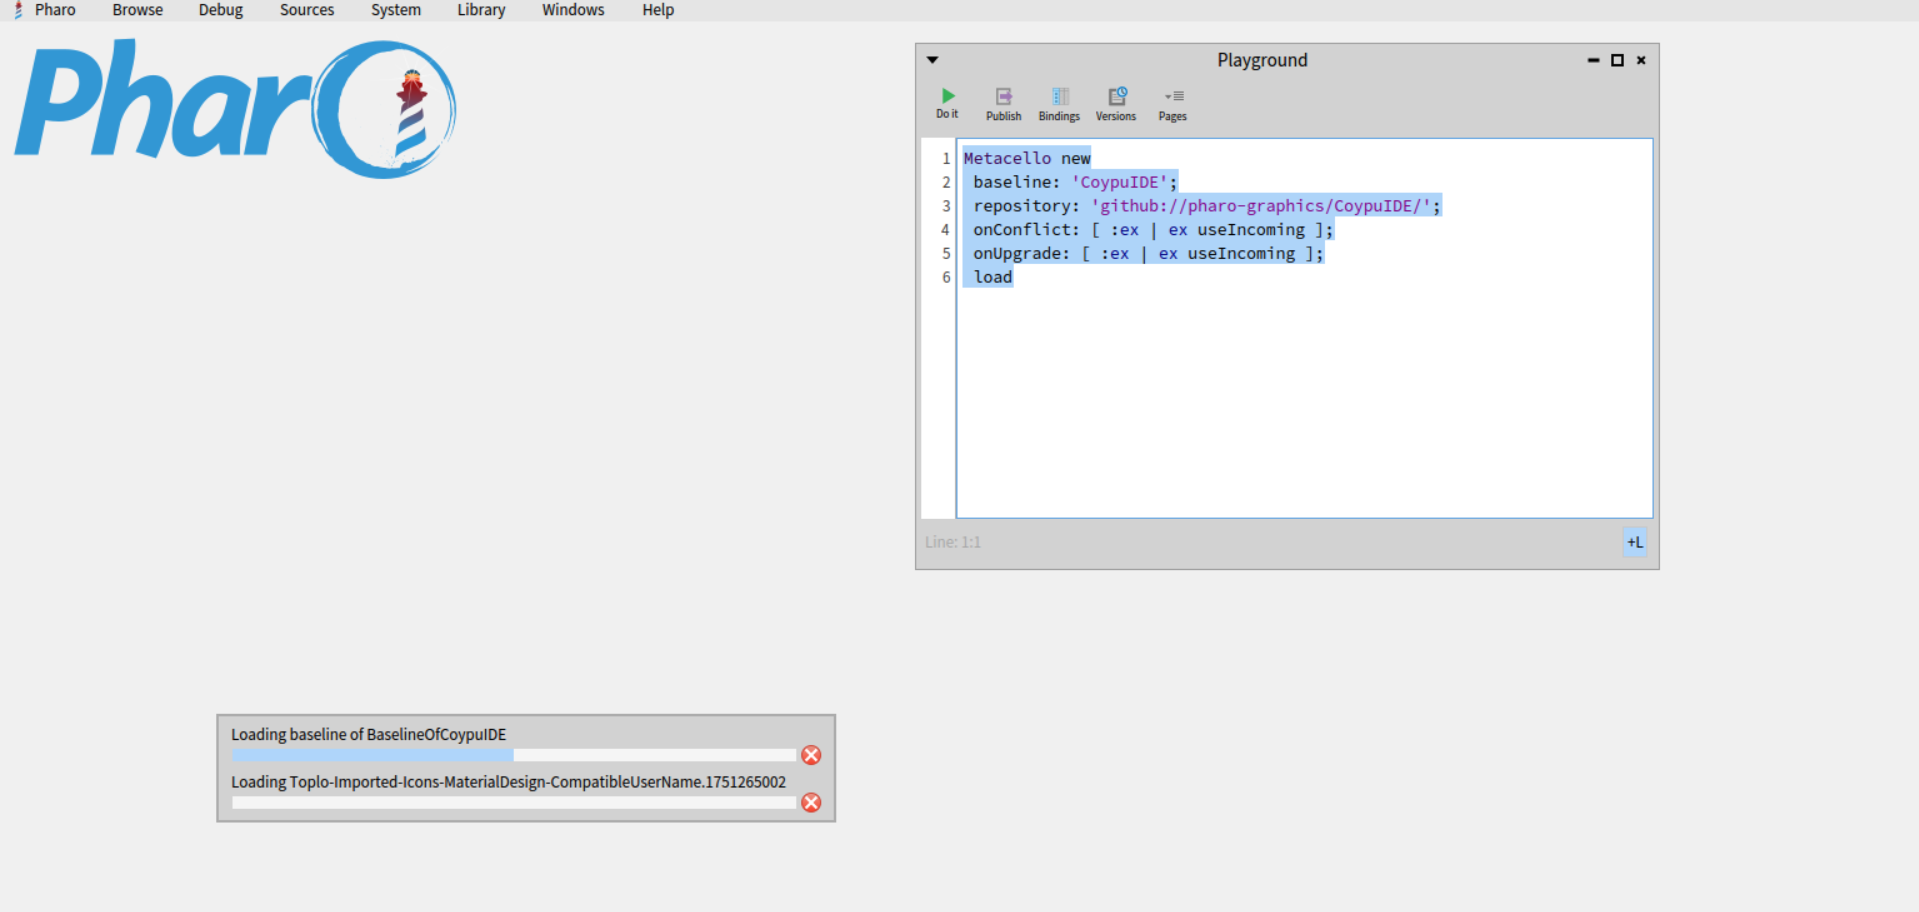 Pharo Browse Debug Sources System Library Windows Help
Pharo
Playground
Do it Publish Bindings Versions Pages
1 Metacello new
2 baseline: 'CoypuIDE';
3 repository: 'github://pharo-graphics/CoypuIDE/';
4 onConflict: [ :ex | ex useIncoming ];
5 onUpgrade: [ :ex | ex useIncoming ];
6 load
Line: 1:1 +L
Loading baseline of BaselineOfCoypuIDE
Loading Toplo-Imported-Icons-MaterialDesign-CompatibleUserName.1751265002